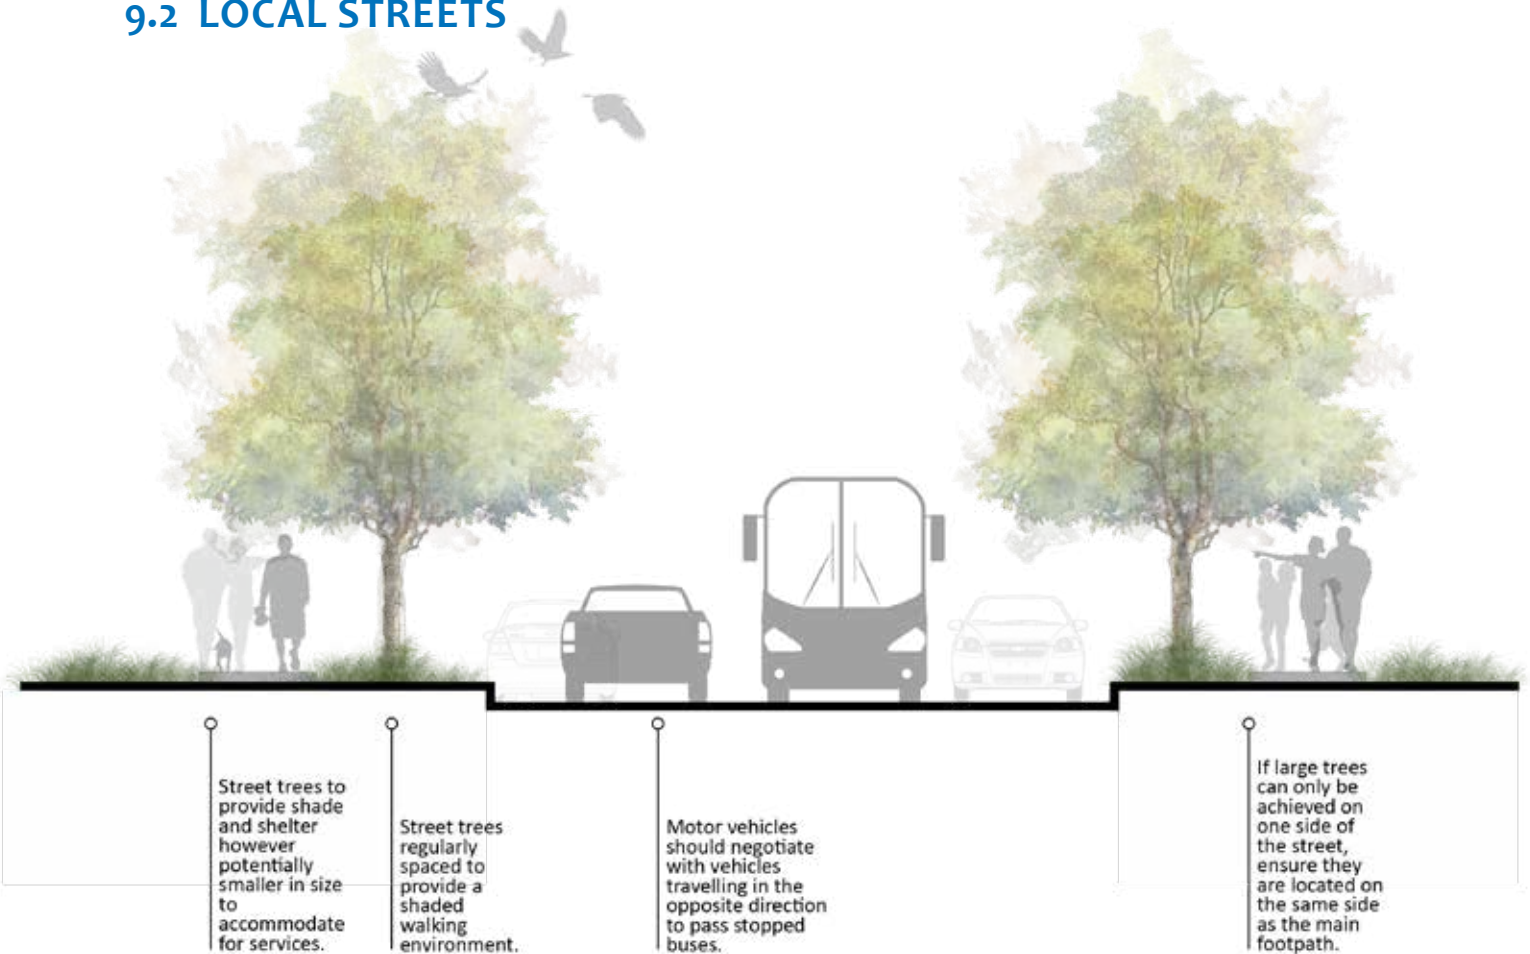 9.2 LOCAL STREETS
Street trees to
provide shade
and shelter
however
potentially
smaller in size
to
accommodate
for services.
Street trees
regularly
spaced to
provide a
shaded
walking
environment.
Motor vehicles
should negotiate
with vehicles
travelling in the
opposite direction
to pass stopped
buses.
If large trees
can only be
achieved on
one side of
the street,
ensure they
are located on
the same side
as the main
footpath.